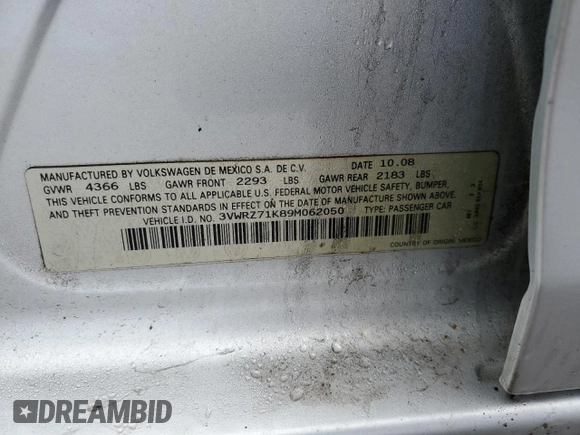 MANUFACTURED BY VOLKSWAGEN DE MEXICO S.A. DE C.V. DATE 10.08
GVWR 4366 LBS GAWR FRONT 2293 LBS GAWR REAR 2183 LBS
THIS VEHICLE CONFORMS TO ALL APPLICABLE U.S. FEDERAL MOTOR VEHICLE SAFETY, BUMPER,
AND THEFT PREVENTION STANDARDS IN EFFECT ON THE DATE OF MANUFACTURE SHOWN ABOVE.
VEHICLE I.D. NO. 3VWRZ71K89M062050 TYPE: PASSENGER CAR
COUNTRY OF ORIGIN, MEXICO
DREAMBID